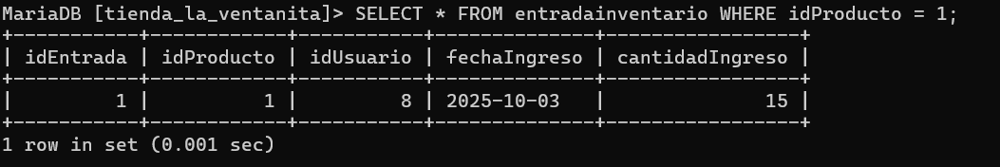 MariaDB [tienda_la_ventanita]> SELECT * FROM entradainventario WHERE idProducto = 1;
+-----------+------------+-----------+--------------+-----------------+
| idEntrada | idProducto | idUsuario | fechaIngreso | cantidadIngreso |
+-----------+------------+-----------+--------------+-----------------+
|         1 |          1 |         8 | 2025-10-03   |              15 |
+-----------+------------+-----------+--------------+-----------------+
1 row in set (0.001 sec)